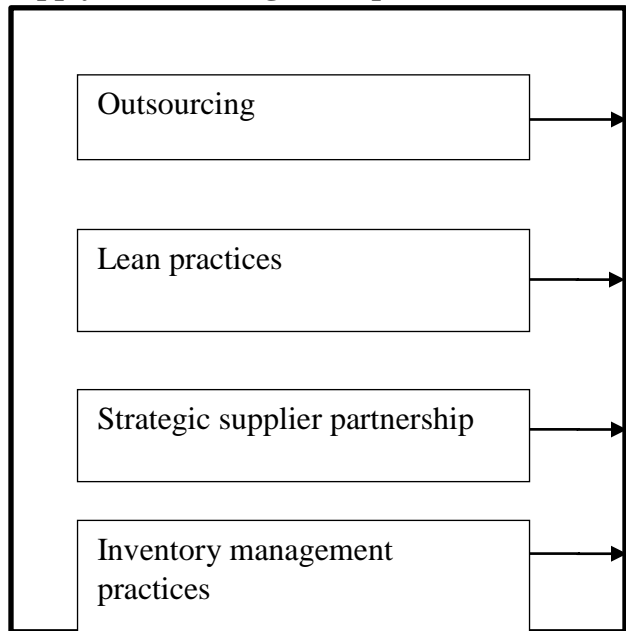 Outsourcing
Lean practices
Strategic supplier partnership
Inventory management
practices